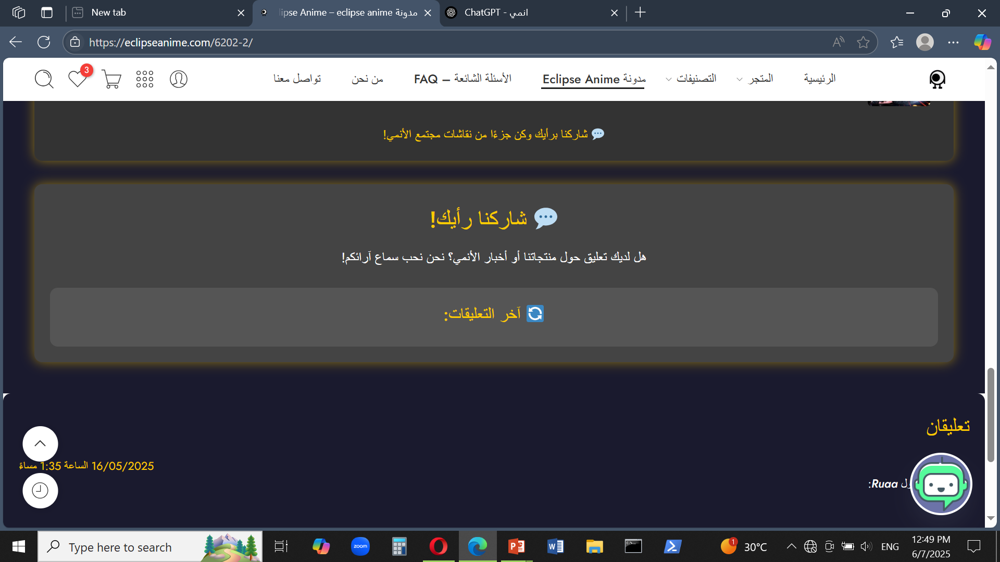 New tab
lipse Anime – eclipse anime مدونة
ChatGPT - انمي
https://eclipseanime.com/6202-2/
3
الرئيسية
المتجر
التصنيفات
مدونة Eclipse Anime
الأسئلة الشائعة – FAQ
من نحن
تواصل معنا
💬 شاركنا برأيك وكن جزءًا من نقاشات مجتمع الأنمي!
💬 شاركنا رأيك!
هل لديك تعليق حول منتجاتنا أو أخبار الأنمي؟ نحن نحب سماع آرائكم!
🔄 آخر التعليقات:
تعليقان
16/05/2025 الساعة 1:35 مساءً
ول Ruaa:
Type here to search
zoom
1
30°C
ENG
12:49 PM
6/7/2025